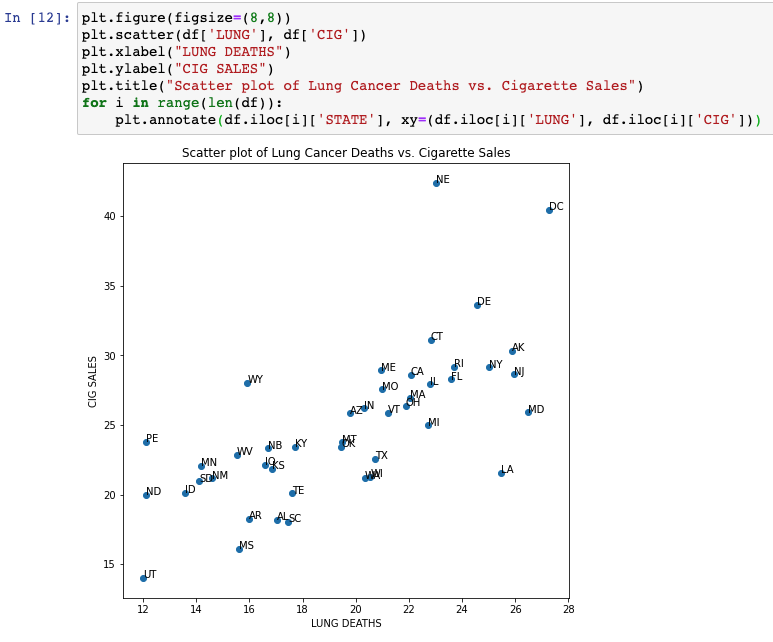 In [12]: plt.figure(figsize=(8,8))
plt.scatter(df['LUNG'], df['CIG'])
plt.xlabel("LUNG DEATHS")
plt.ylabel("CIG SALES")
plt.title("Scatter plot of Lung Cancer Deaths vs. Cigarette Sales")
for i in range(len(df)):
    plt.annotate(df.iloc[i]['STATE'], xy=(df.iloc[i]['LUNG'], df.iloc[i]['CIG']))
Scatter plot of Lung Cancer Deaths vs. Cigarette Sales
NE
DC
40
35
DE
CT
AK
30
RI
NY
ME
CA
NJ
FL
WY
IL
MO
MA
OH
IN
AZ
VT
MD
25
MI
PE
MT
OK
NB
KY
WV
TX
IO
KS
MN
LA
WI
WA
NM
SD
ID
TE
ND
20
AR
AL
SC
MS
15
UT
CIG SALES
12 14 16 18 20 22 24 26 28
LUNG DEATHS